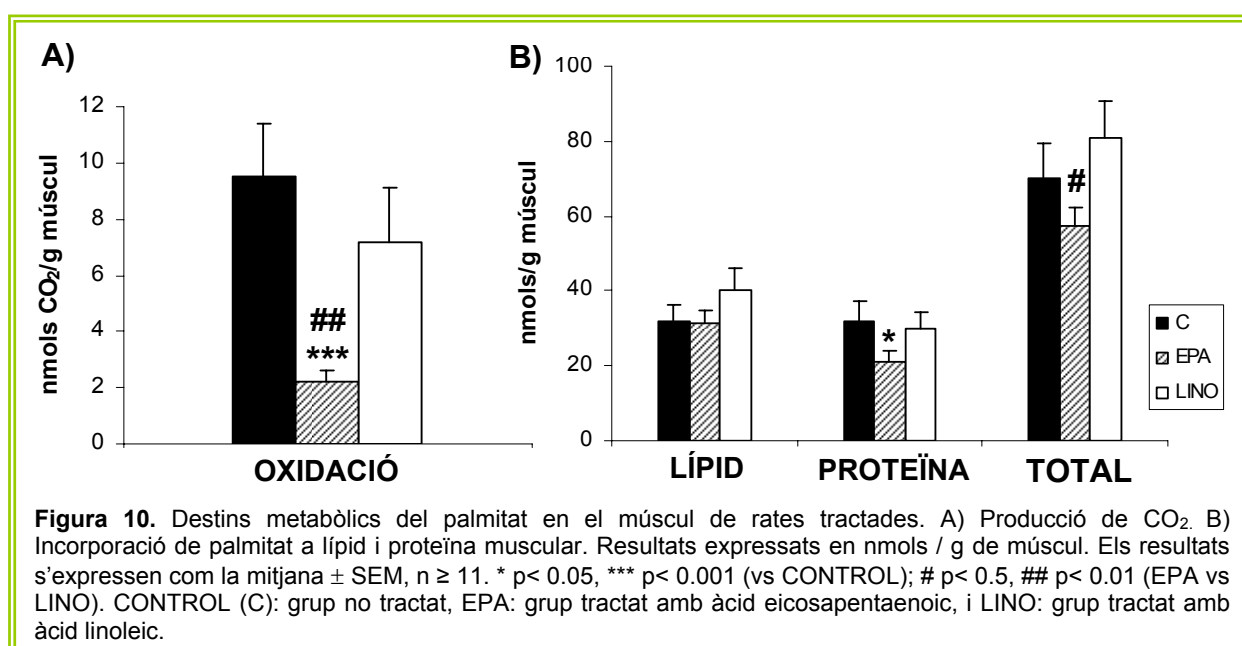 A)
12
10
8
6
4
2
0
nmols CO2/g múscul
##
***
OXIDACIÓ
B)
100
80
60
40
20
0
nmols/g múscul
*
#
LÍPID
PROTEÏNA
TOTAL
C
EPA
LINO
Figura 10. Destins metabòlics del palmitat en el múscul de rates tractades. A) Producció de CO2. B)
Incorporació de palmitat a lípid i proteïna muscular. Resultats expressats en nmols / g de múscul. Els resultats
s’expressen com la mitjana ± SEM, n ≥ 11. * p< 0.05, *** p< 0.001 (vs CONTROL); # p< 0.5, ## p< 0.01 (EPA vs
LINO). CONTROL (C): grup no tractat, EPA: grup tractat amb àcid eicosapentaenoic, i LINO: grup tractat amb
àcid linoleic.